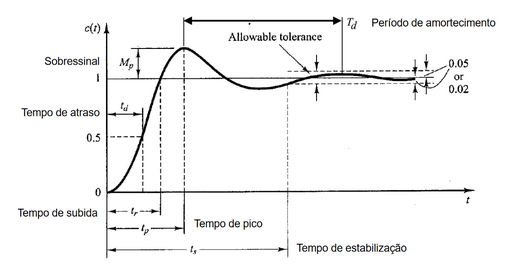 c(t)
T_d
Período de amortecimento
Allowable tolerance
Sobressinal
M_p
1
0.05
or
0.02
Tempo de atraso
t_d
0.5
0
t
Tempo de subida
t_r
t_p
Tempo de pico
t_s
Tempo de estabilização